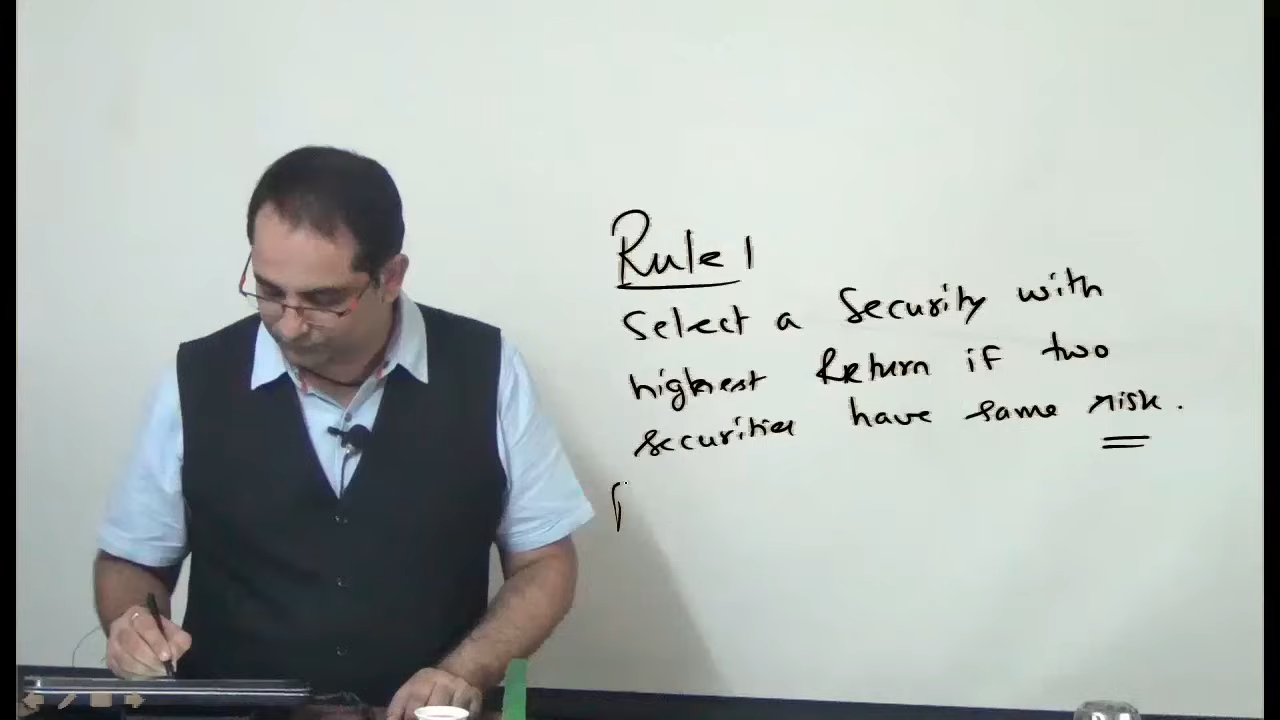 Rule 1
Select a Security with
highest Return if two
securities have same risk.